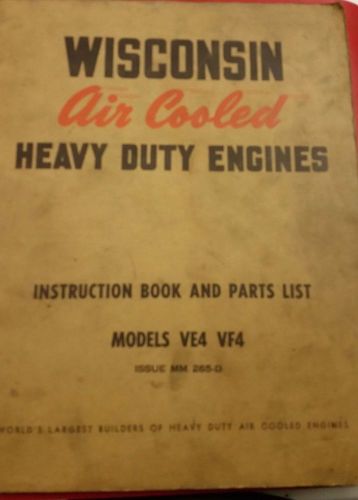 WISCONSIN
Air Cooled
HEAVY DUTY ENGINES
INSTRUCTION BOOK AND PARTS LIST
MODELS VE4 VF4
ISSUE MM 265-D
WORLD'S LARGEST BUILDERS OF HEAVY DUTY AIR COOLED ENGINES